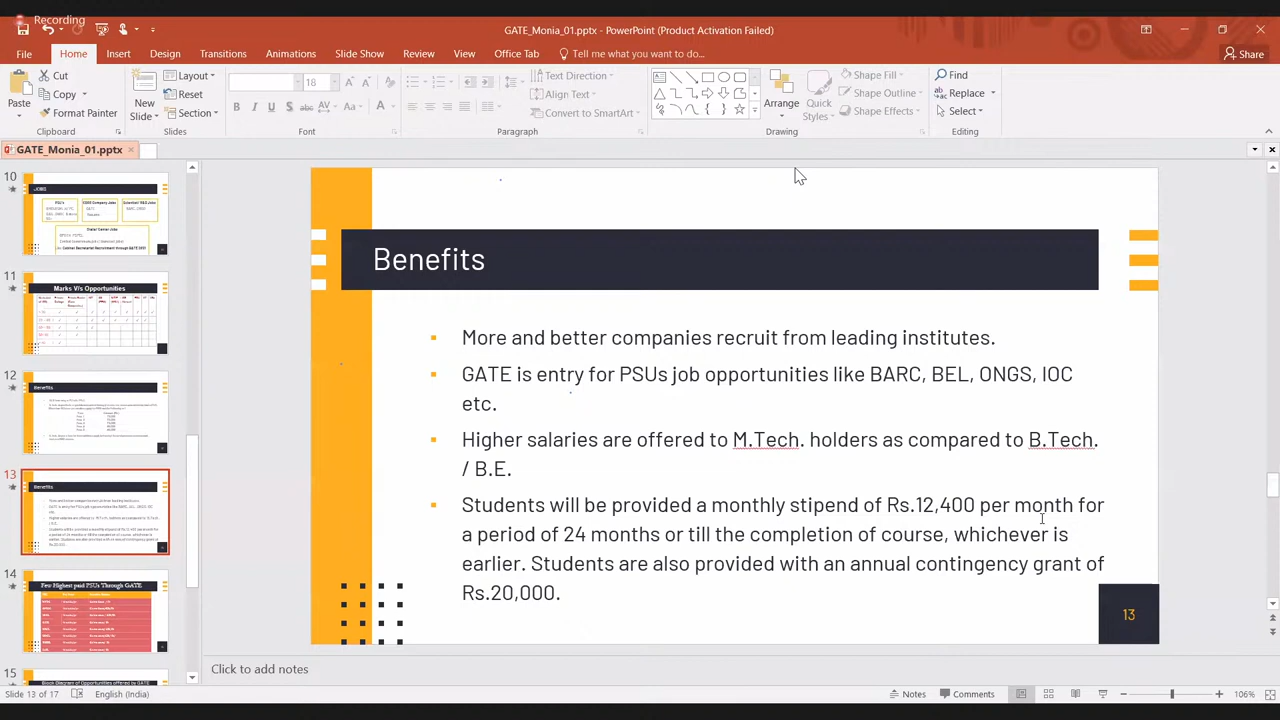 Recording
GATE_Monia_01.pptx - PowerPoint (Product Activation Failed)
File Home Insert Design Transitions Animations Slide Show Review View Office Tab Tell me what you want to do... Share
Cut
Copy
Format Painter
Paste
Clipboard
New
Slide
Layout
Reset
Section
Slides
18
Font
Text Direction
Align Text
Convert to SmartArt
Paragraph
Arrange
Quick
Styles
Shape Fill
Shape Outline
Shape Effects
Drawing
Find
Replace
Select
Editing
GATE_Monia_01.pptx
10
11
Marks V/s Opportunities
12
Benefits
13
Benefits
14
Few Highest paid PSUs Through GATE
15
Block Diagram of Opportunities offered by GATE
Benefits
More and better companies recruit from leading institutes.
GATE is entry for PSUs job opportunities like BARC, BEL, ONGS, IOC
etc.
Higher salaries are offered to M.Tech. holders as compared to B.Tech.
/ B.E.
Students will be provided a monthly stipend of Rs.12,400 per month for
a period of 24 months or till the completion of course, whichever is
earlier. Students are also provided with an annual contingency grant of
Rs.20,000.
13
Click to add notes
Slide 13 of 17 English (India) Notes Comments 106%